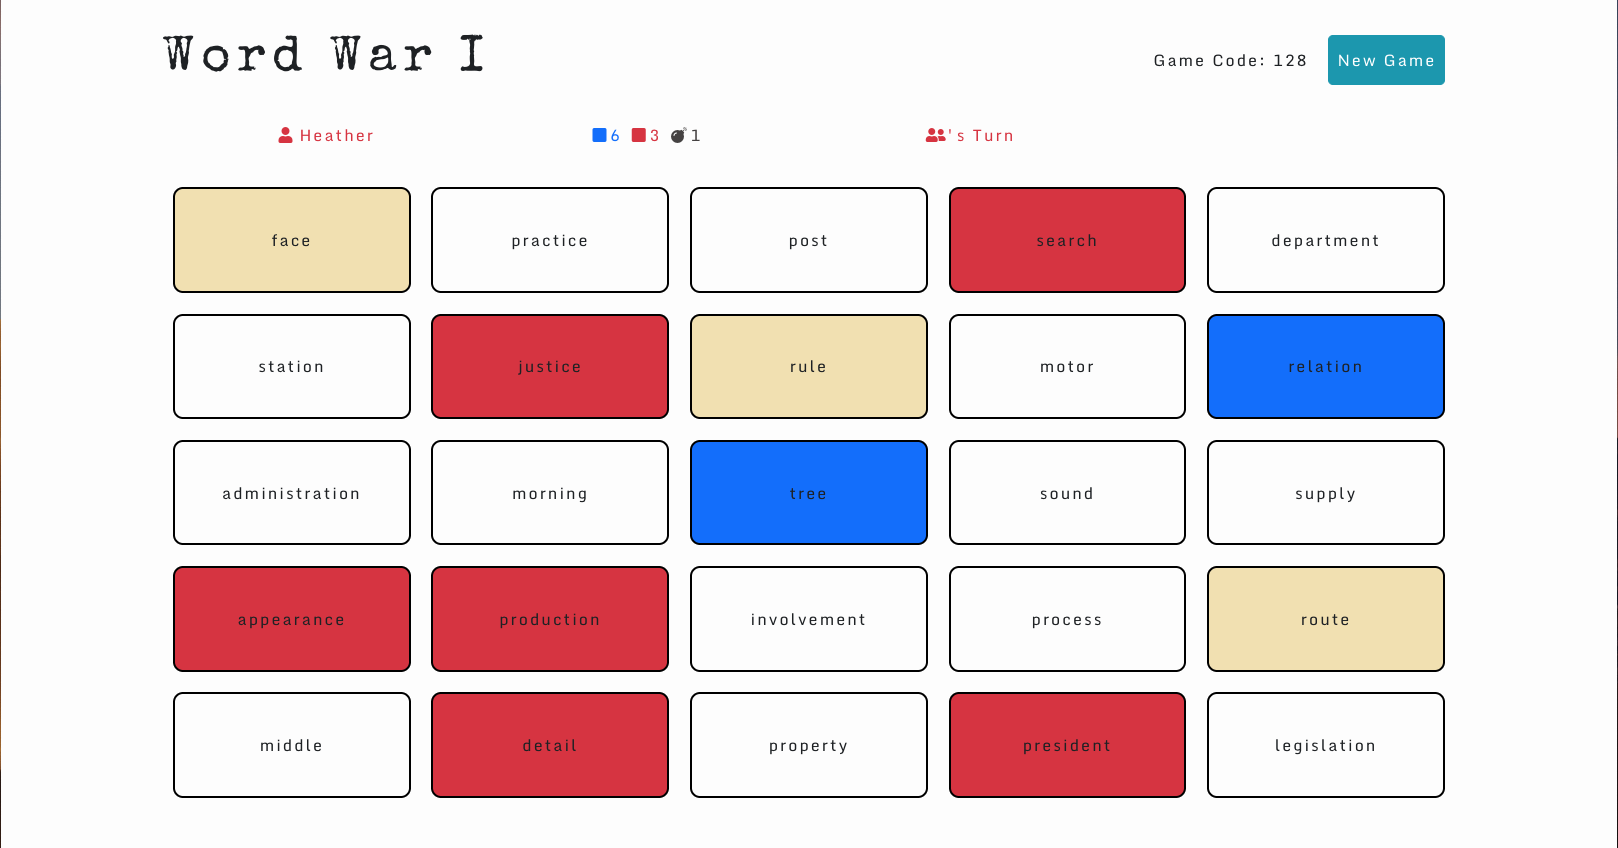 Word War I
Game Code: 128 New Game
Heather 6 3 1 's Turn
face practice post search department
station justice rule motor relation
administration morning tree sound supply
appearance production involvement process route
middle detail property president legislation